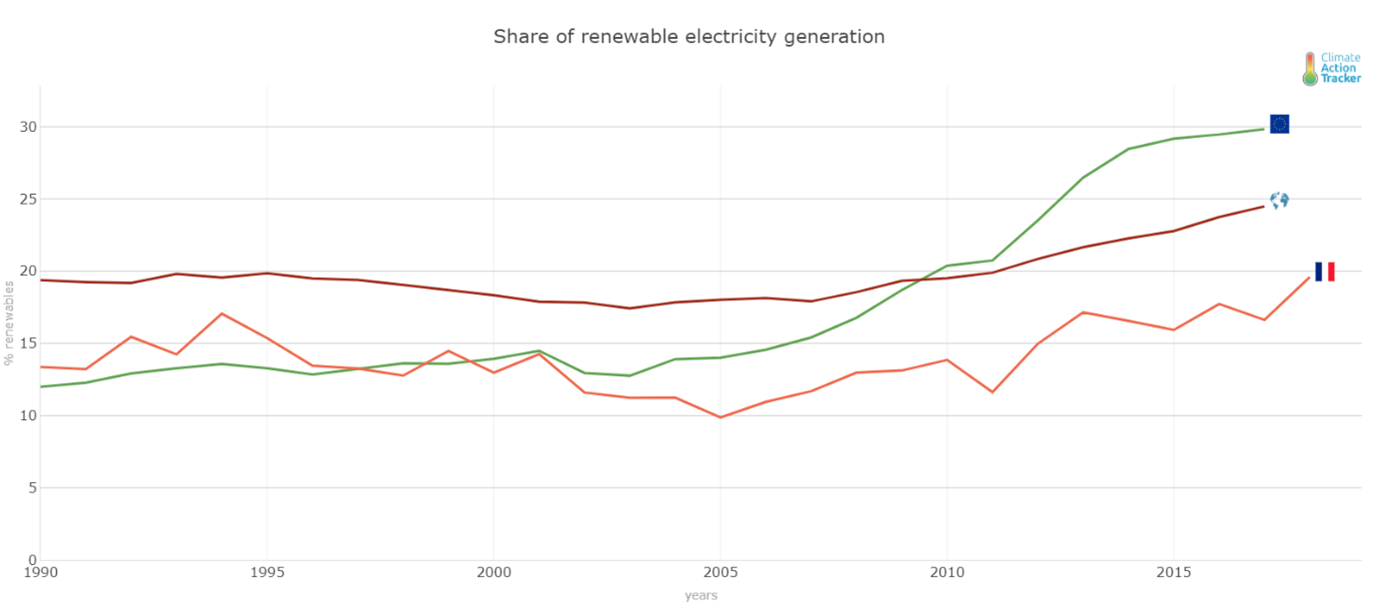 Share of renewable electricity generation
Climate
Action
Tracker
30
25
20
15
10
5
0
% renewables
1990
1995
2000
2005
2010
2015
years